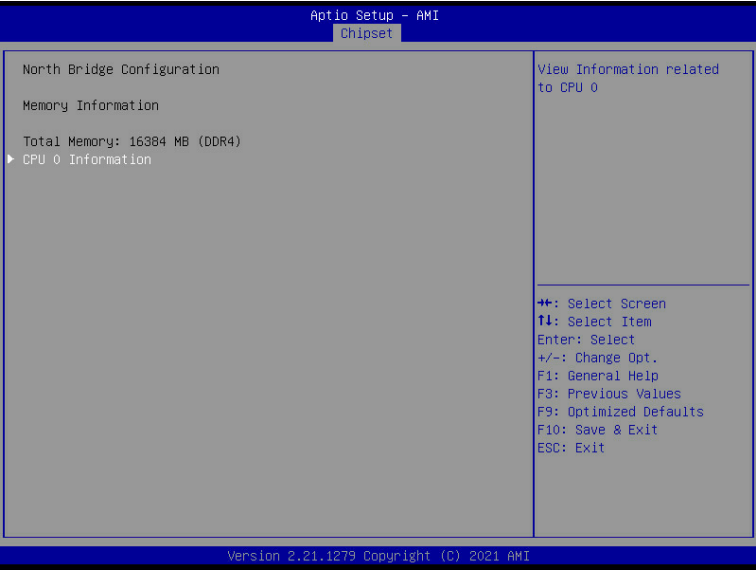 Aptio Setup – AMI
Chipset
North Bridge Configuration
Memory Information
Total Memory: 16384 MB (DDR4)
CPU 0 Information
View Information related
to CPU 0
→←: Select Screen
↑↓: Select Item
Enter: Select
+/-: Change Opt.
F1: General Help
F3: Previous Values
F9: Optimized Defaults
F10: Save & Exit
ESC: Exit
Version 2.21.1279 Copyright (C) 2021 AMI